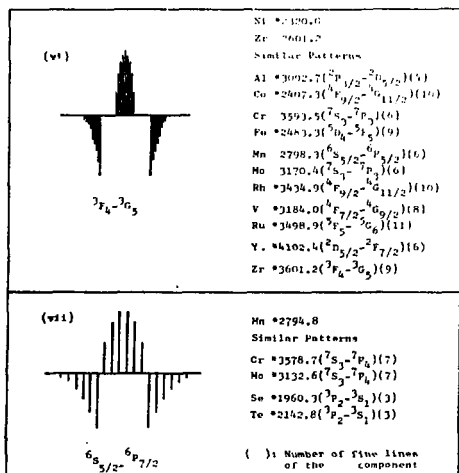 (vi)
³F₄-³G₅
Ni *2320.0
Zr 3601.2
Similar Patterns
Al *3092.7(²P₃/₂-²D₅/₂)(4)
Co *2407.3(⁴F₉/₂-⁴G₁₁/₂)(10)
Cr 3593.5(⁷S₃-⁷P₃)(6)
Fe *2483.3(⁵D₄-⁵F₅)(9)
Mn 2798.3(⁶S₅/₂-⁶P₅/₂)(6)
Mo 3170.4(⁷S₃-⁷P₃)(6)
Rh *3434.9(⁴F₉/₂-⁴G₁₁/₂)(10)
V *3184.0(⁴F₇/₂-⁴G₉/₂)(8)
Ru *3498.9(⁵F₅-⁵G₆)(11)
Y. *4102.4(²D₅/₂-²F₇/₂)(6)
Zr *3601.2(³F₄-³G₅)(9)
(vii)
⁶S₅/₂-⁶P₇/₂
Mn *2794.8
Similar Patterns
Cr *3578.7(⁷S₃-⁷P₄)(7)
Mo *3132.6(⁷S₃-⁷P₄)(7)
Se *1960.3(³P₂-³S₁)(3)
Te *2142.8(³P₂-³S₁)(3)
( ): Number of fine lines
of the component